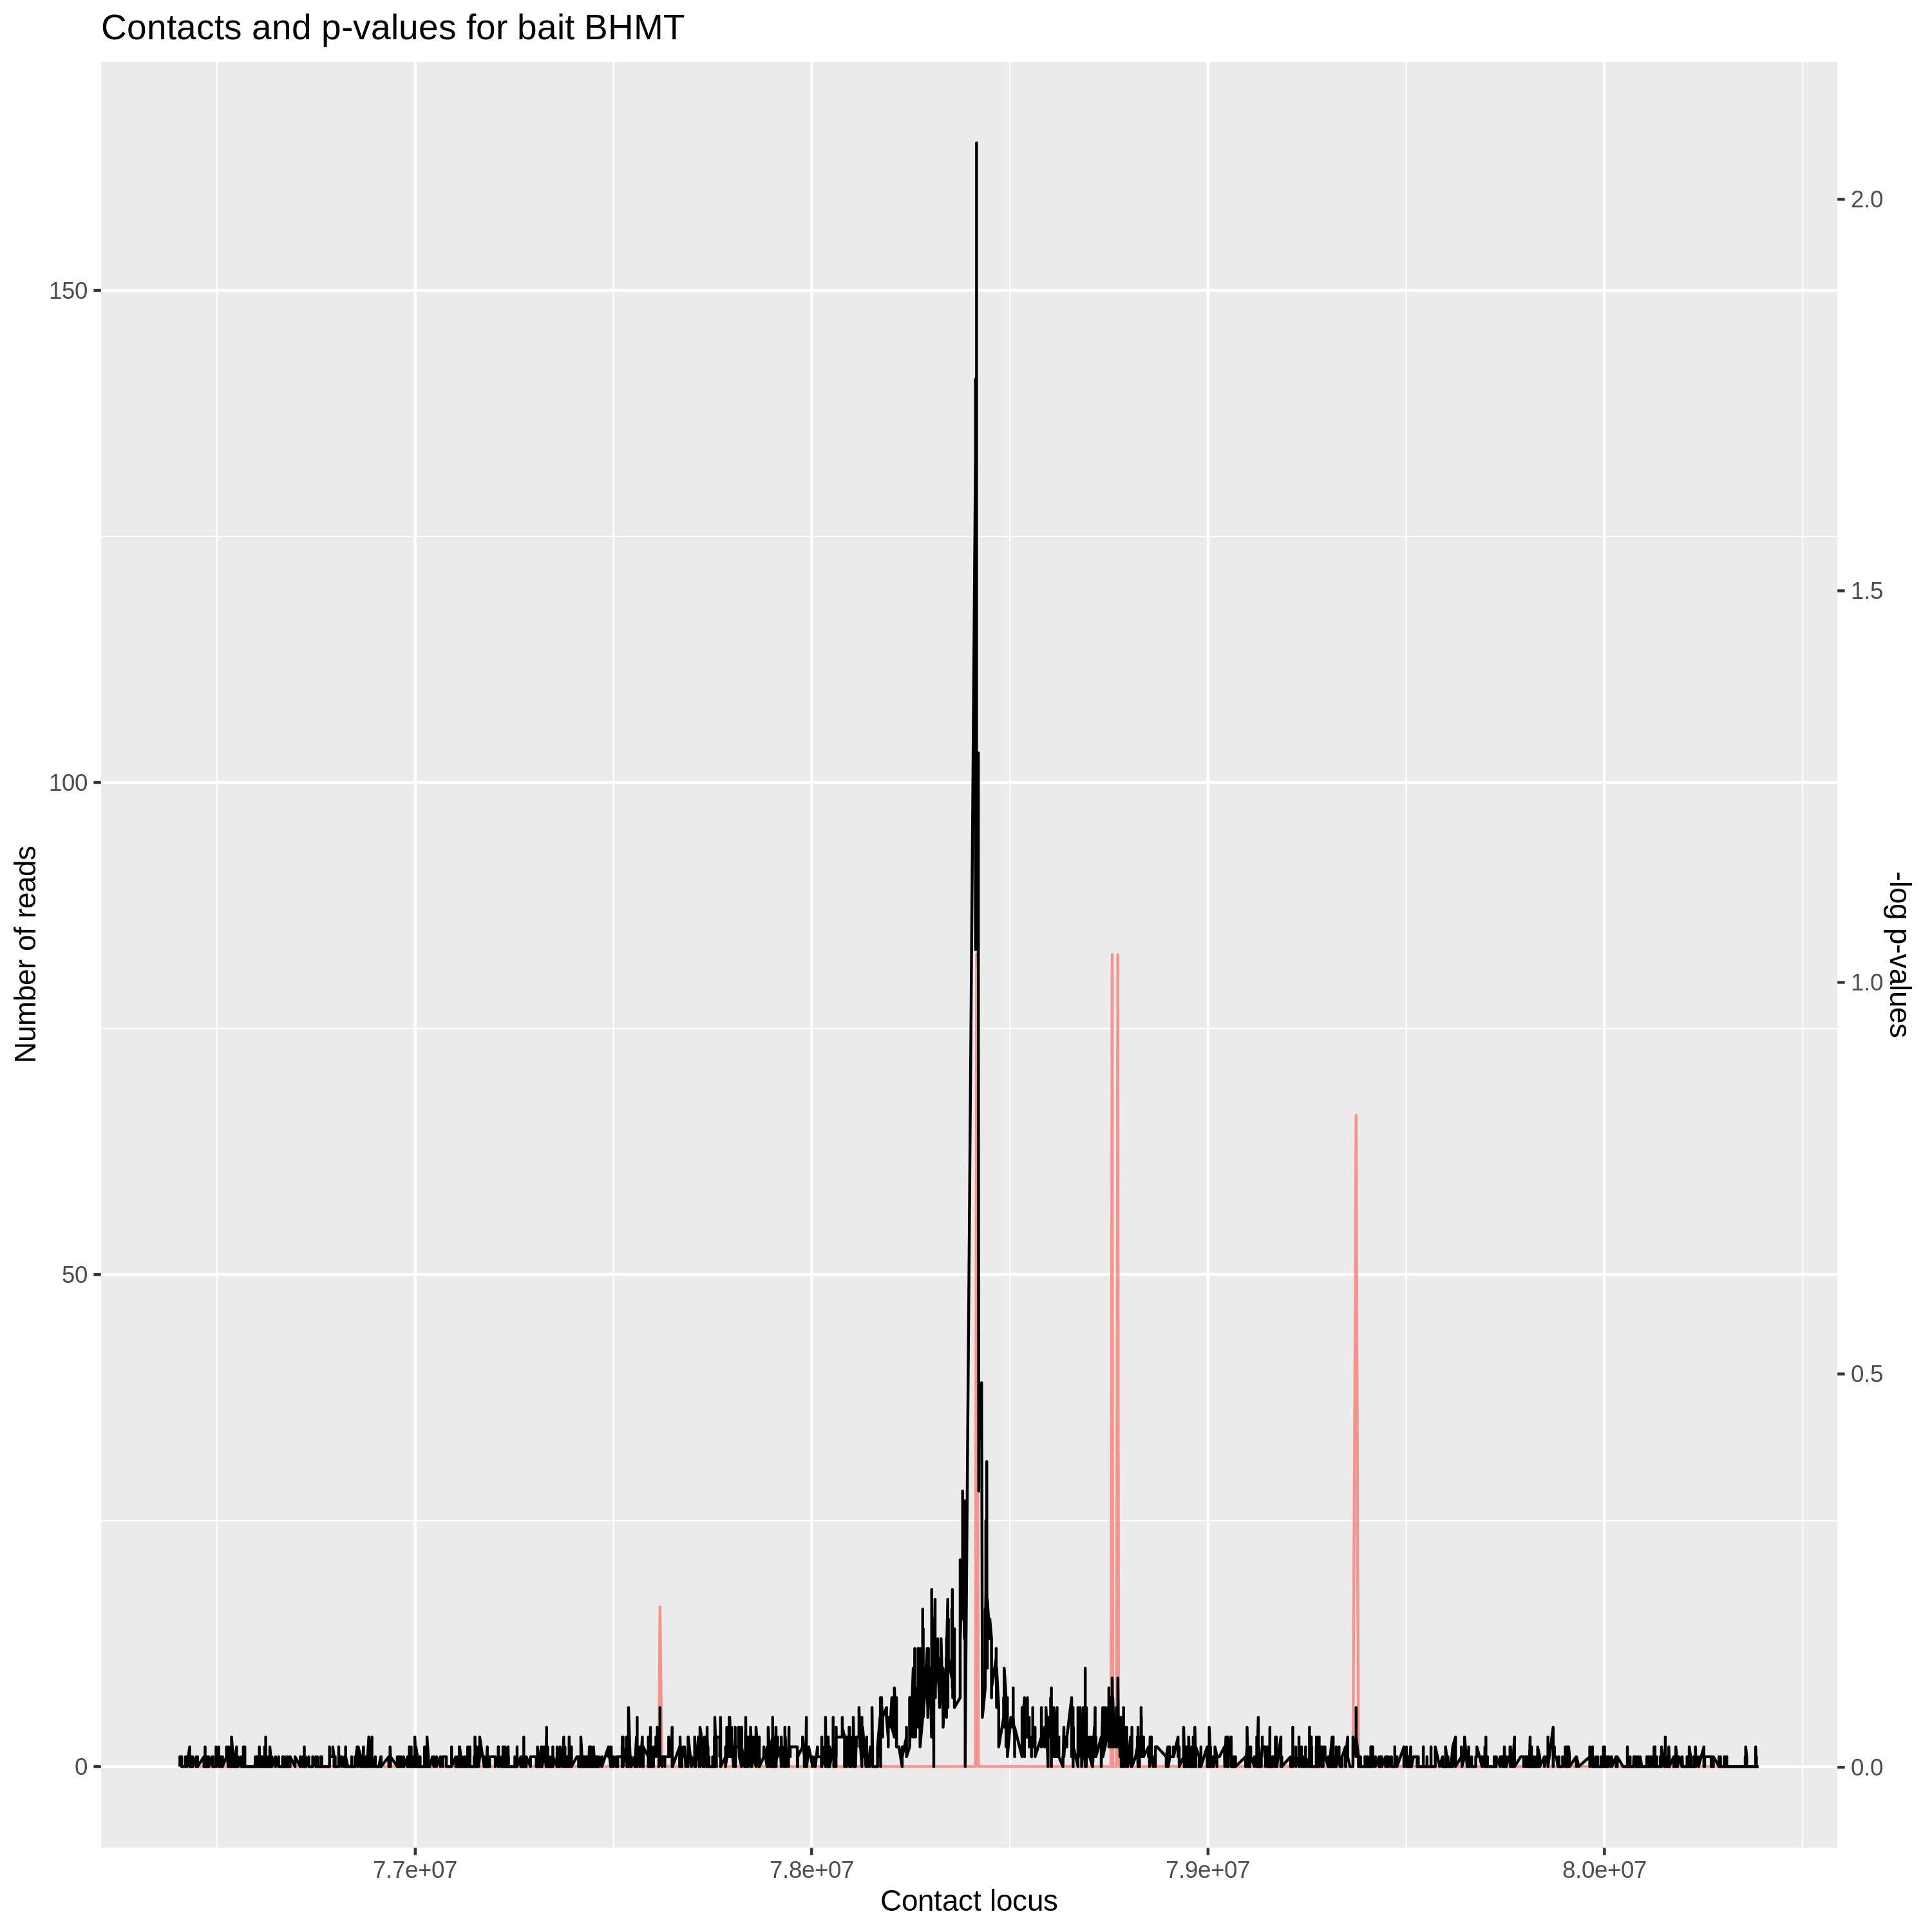 Contacts and p-values for bait BHMT
Number of reads
150
100
50
0
2.0
1.5
1.0
0.5
0.0
-log p-values
7.7e+07
7.8e+07
7.9e+07
8.0e+07
Contact locus